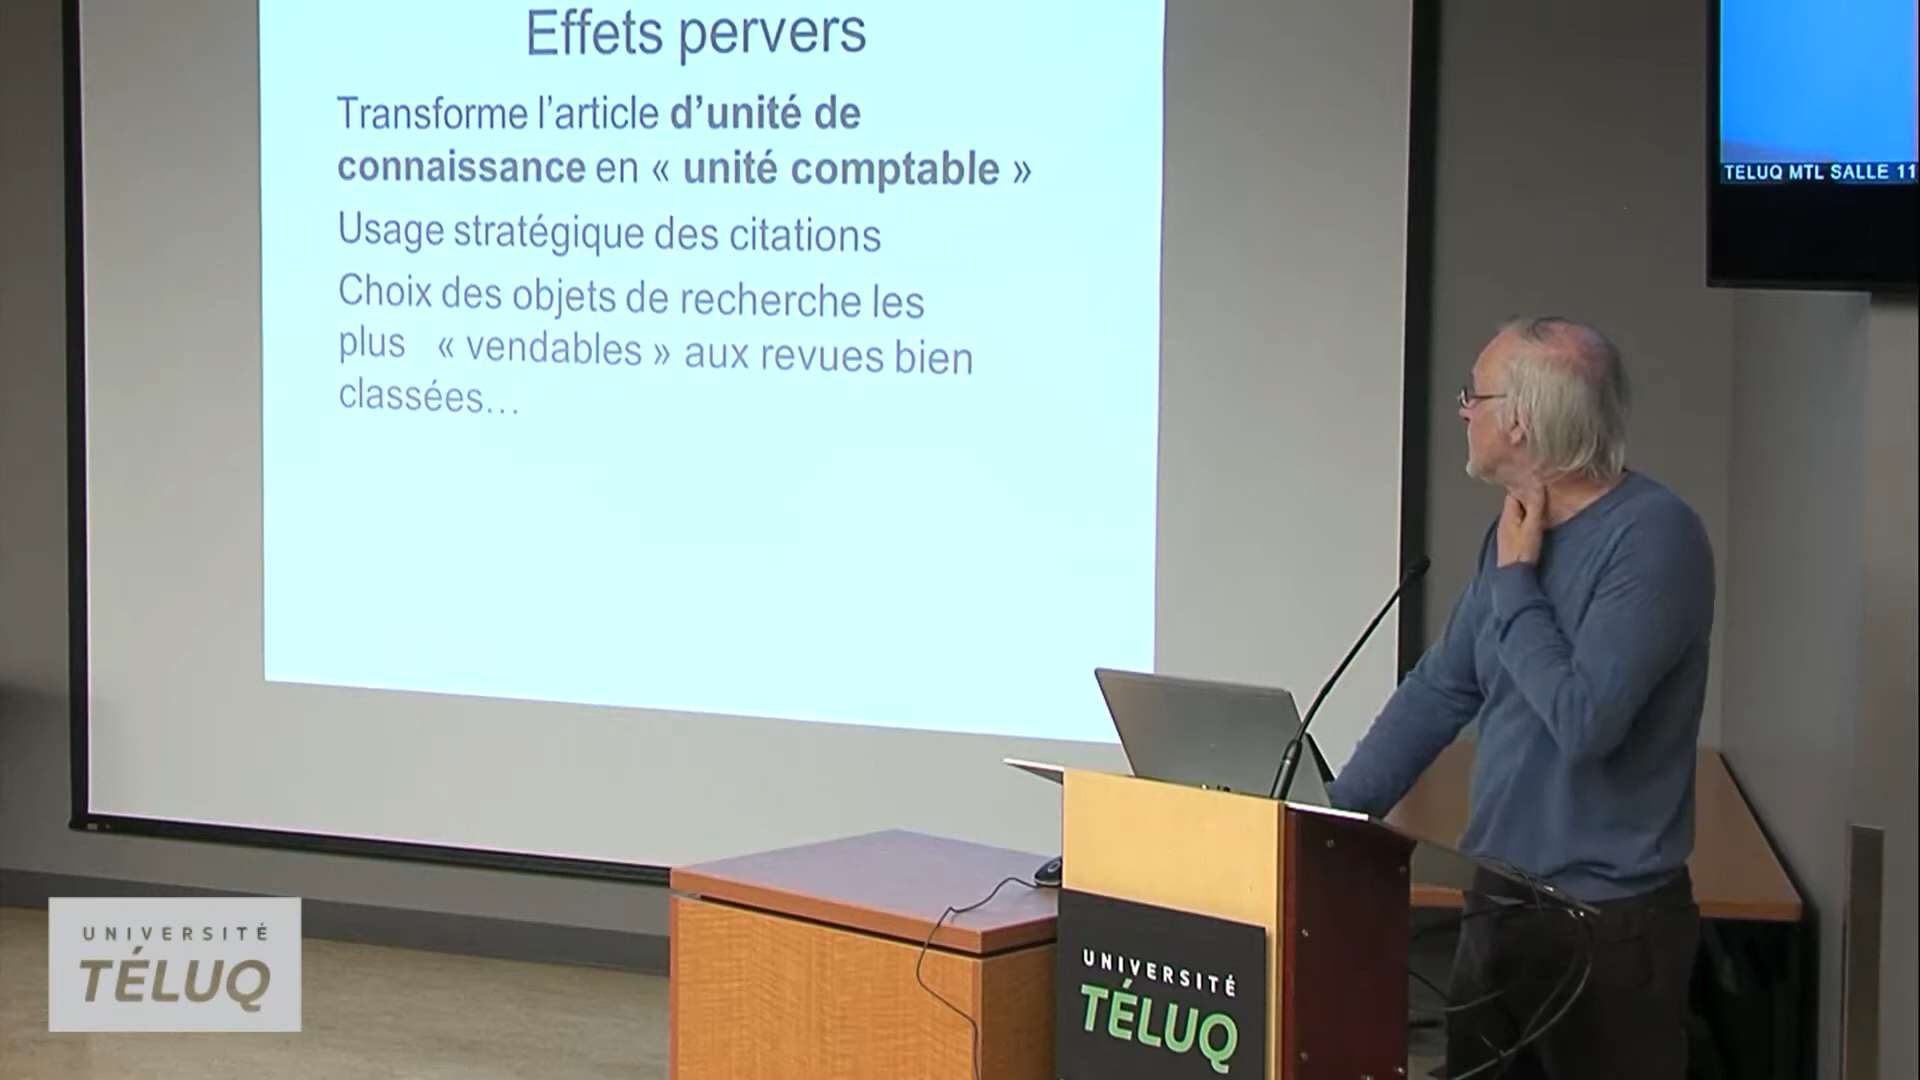 Effets pervers
Transforme l’article d’unité de
connaissance en « unité comptable »
Usage stratégique des citations
Choix des objets de recherche les
plus « vendables » aux revues bien
classées…
TELUQ MTL SALLE 11
UNIVERSITÉ
TÉLUQ
UNIVERSITÉ
TÉLUQ